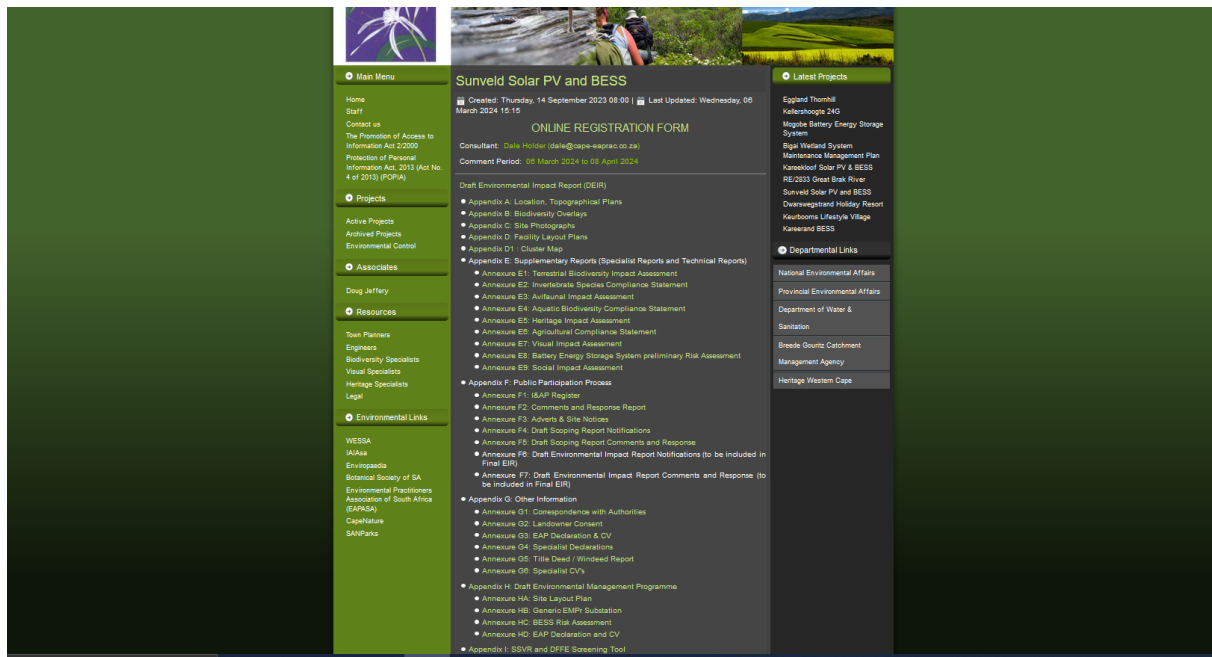 Main Menu
Home
Staff
Contact us
The Promotion of Access to
Information Act 2/2000
Protection of Personal
Information Act, 2013 (Act No.
4 of 2013) (POPIA)
Projects
Active Projects
Archived Projects
Environmental Control
Associates
Doug Jeffery
Resources
Town Planners
Engineers
Biodiversity Specialists
Visual Specialists
Heritage Specialists
Legal
Environmental Links
WESSA
IAIAsa
Enviropaedia
Botanical Society of SA
Environmental Practitioners
Association of South Africa
(EAPASA)
CapeNature
SANParks
Sunveld Solar PV and BESS
Created: Thursday, 14 September 2023 08:00 | Last Updated: Wednesday, 06
March 2024 15:15
ONLINE REGISTRATION FORM
Consultant: Dale Holder (dale@cape-eaprac.co.za)
Comment Period: 06 March 2024 to 08 April 2024
Draft Environmental Impact Report (DEIR)
Appendix A: Location, Topographical Plans
Appendix B: Biodiversity Overlays
Appendix C: Site Photographs
Appendix D: Facility Layout Plans
Appendix D1 : Cluster Map
Appendix E: Supplementary Reports (Specialist Reports and Technical Reports)
Annexure E1: Terrestrial Biodiversity Impact Assessment
Annexure E2: Invertebrate Species Compliance Statement
Annexure E3: Avifaunal Impact Assessment
Annexure E4: Aquatic Biodiversity Compliance Statement
Annexure E5: Heritage Impact Assessment
Annexure E6: Agricultural Compliance Statement
Annexure E7: Visual Impact Assessment
Annexure E8: Battery Energy Storage System preliminary Risk Assessment
Annexure E9: Social Impact Assessment
Appendix F: Public Participation Process
Annexure F1: I&AP Register
Annexure F2: Comments and Response Report
Annexure F3: Adverts & Site Notices
Annexure F4: Draft Scoping Report Notifications
Annexure F5: Draft Scoping Report Comments and Response
Annexure F6: Draft Environmental Impact Report Notifications (to be included in
Final EIR)
Annexure F7: Draft Environmental Impact Report Comments and Response (to
be included in Final EIR)
Appendix G: Other Information
Annexure G1: Correspondence with Authorities
Annexure G2: Landowner Consent
Annexure G3: EAP Declaration & CV
Annexure G4: Specialist Declarations
Annexure G5: Title Deed / Windeed Report
Annexure G6: Specialist CV's
Appendix H: Draft Environmental Management Programme
Annexure HA: Site Layout Plan
Annexure HB: Generic EMPr Substation
Annexure HC: BESS Risk Assessment
Annexure HD: EAP Declaration and CV
Appendix I: SSVR and DFFE Screening Tool
Latest Projects
Eggland Thornhill
Kellershoogte 24G
Mogobe Battery Energy Storage
System
Bigai Wetland System
Maintenance Management Plan
Kareekloof Solar PV & BESS
RE/2833 Great Brak River
Sunveld Solar PV and BESS
Dwarswegstrand Holiday Resort
Keurbooms Lifestyle Village
Kareerand BESS
Departmental Links
National Environmental Affairs
Provincial Environmental Affairs
Department of Water &
Sanitation
Breede Gouritz Catchment
Management Agency
Heritage Western Cape